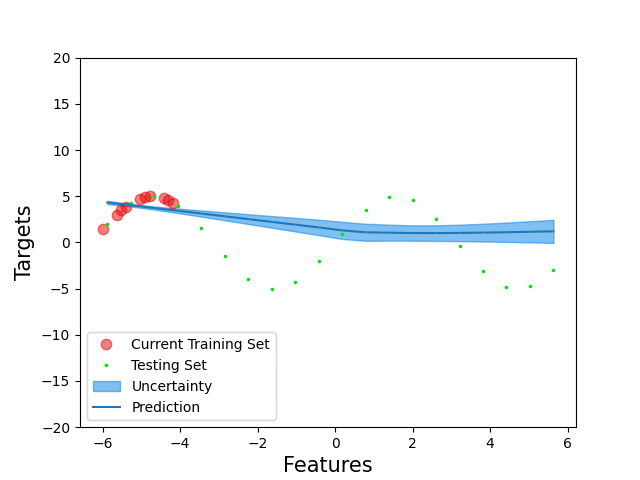 20
15
10
5
0
−5
−10
−15
−20
Targets
Current Training Set
Testing Set
Uncertainty
Prediction
−6 −4 −2 0 2 4 6
Features